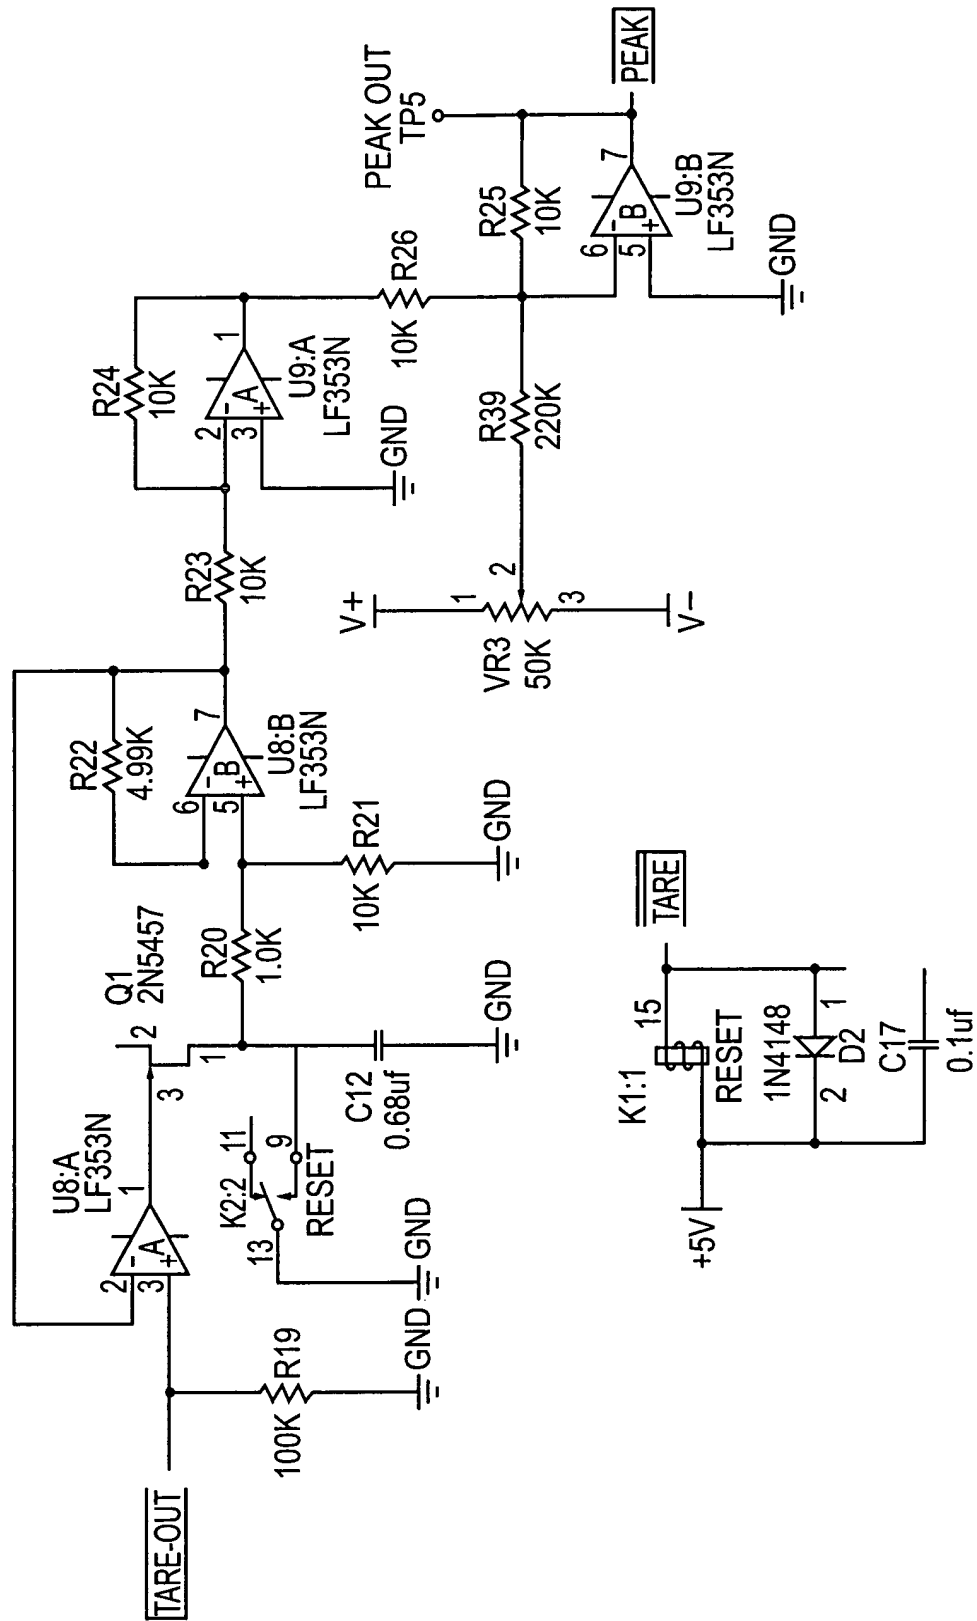 TARE-OUT
100K
R19
GND
2
3
-
+
A
1
U8:A
LF353N
13
K2:2
11
9
RESET
GND
3
2
1
Q1
2N5457
C12
0.68uf
GND
R20
1.0K
10K
R21
GND
R22
4.99K
6
5
-
+
B
7
U8:B
LF353N
R23
10K
R24
10K
2
3
-
+
A
1
U9:A
LF353N
GND
R26
10K
V+
1
2
3
VR3
50K
V-
R39
220K
R25
10K
6
5
-
+
B
7
U9:B
LF353N
GND
PEAK OUT
TP5
PEAK
+5V
K1:1
15
RESET
TARE
1N4148
2
1
D2
C17
0.1uf